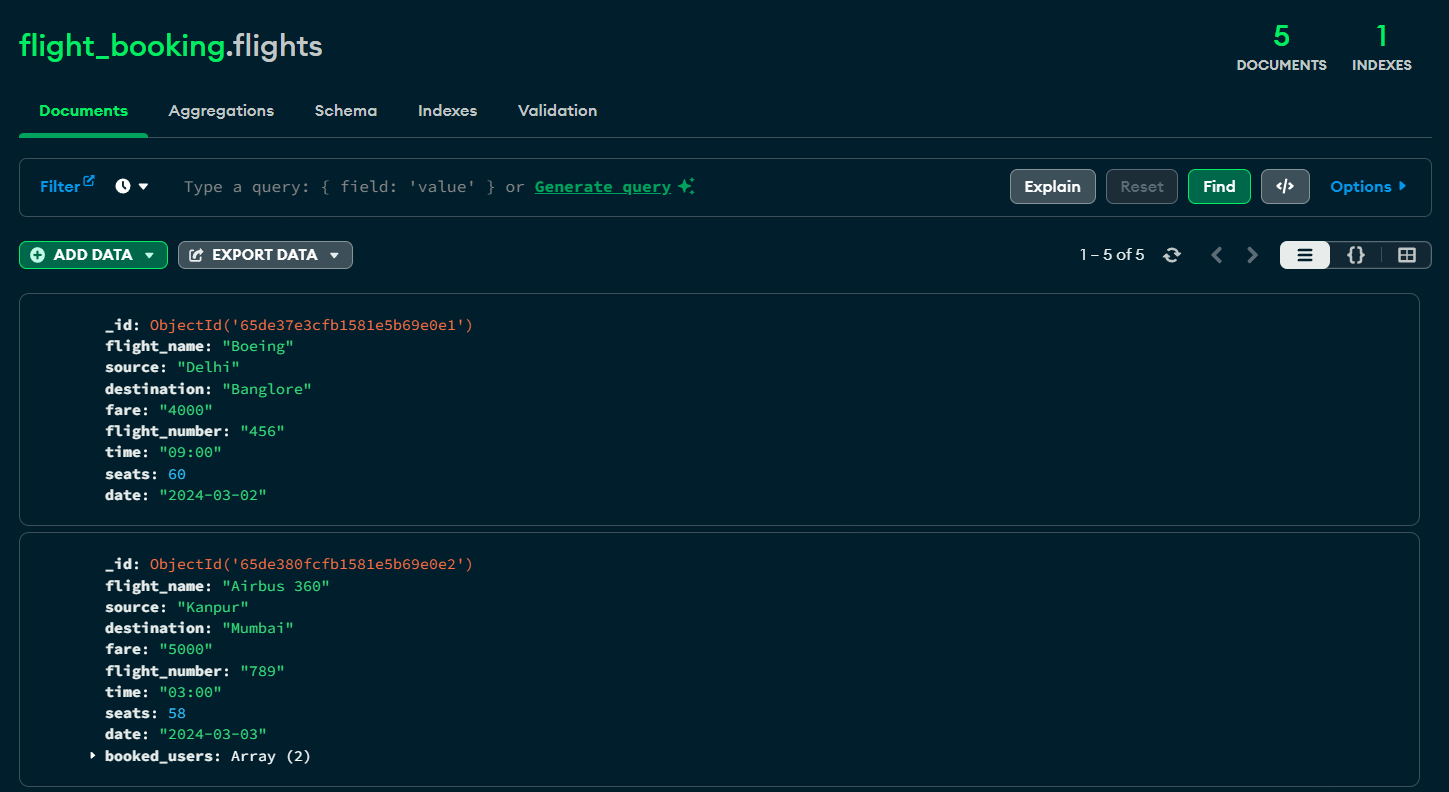 flight_booking.flights
5 DOCUMENTS
1 INDEXES
Documents Aggregations Schema Indexes Validation
Filter Type a query: { field: 'value' } or Generate query Explain Reset Find </> Options
ADD DATA EXPORT DATA 1 – 5 of 5 {}
_id: ObjectId('65de37e3cfb1581e5b69e0e1')
flight_name: "Boeing"
source: "Delhi"
destination: "Banglore"
fare: "4000"
flight_number: "456"
time: "09:00"
seats: 60
date: "2024-03-02"
_id: ObjectId('65de380fcfb1581e5b69e0e2')
flight_name: "Airbus 360"
source: "Kanpur"
destination: "Mumbai"
fare: "5000"
flight_number: "789"
time: "03:00"
seats: 58
date: "2024-03-03"
booked_users: Array (2)